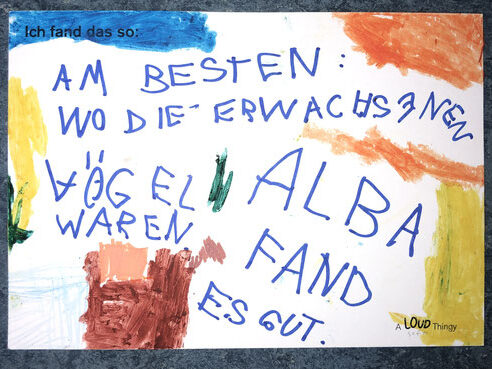 Ich fand das so:
AM BESTEN:
WO DIE ERWACHSENEN
VÖGEL
WAREN
ALBA
FAND
ES GUT.
A LOUD Thingy